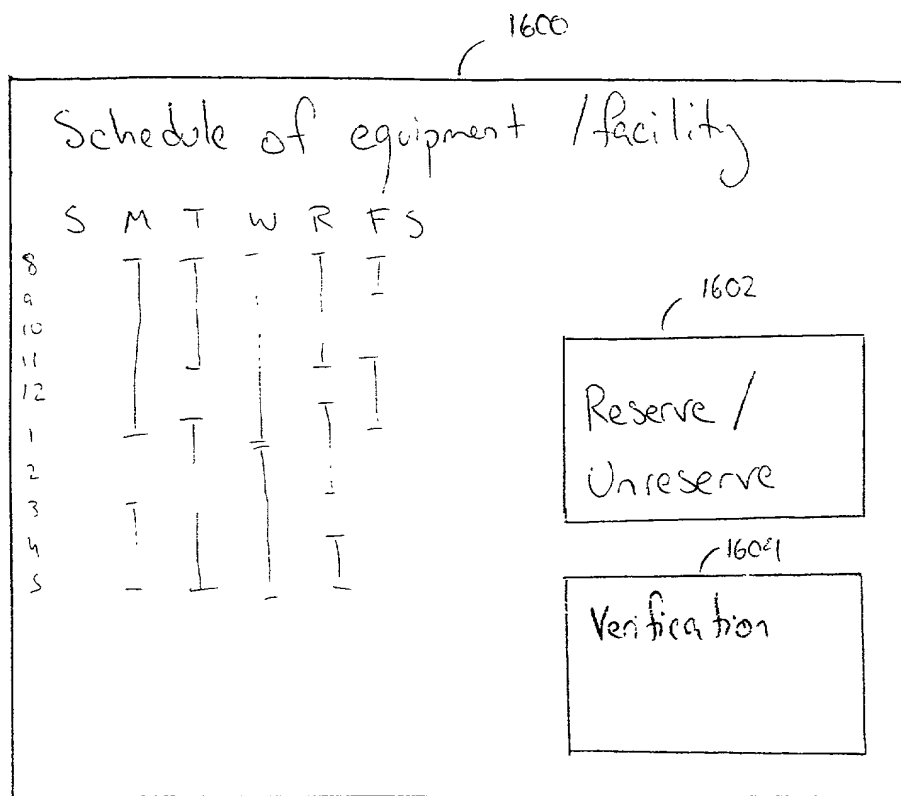 1600
Schedule of equipment / facility
S M T W R F S
8
9
10
11
12
1
2
3
4
5
1602
Reserve /
Unreserve
1604
Verification